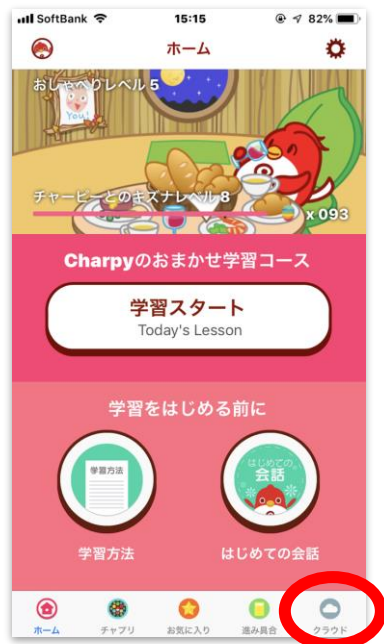 SoftBank 15:15 82%
ホーム
おしゃべりレベル 5
You!
チャーピーとのキズナレベル 8
x 093
Charpyのおまかせ学習コース
学習スタート
Today's Lesson
学習をはじめる前に
学習方法
はじめての
会話
学習方法 はじめての会話
ホーム チャプリ お気に入り 進み具合 クラウド